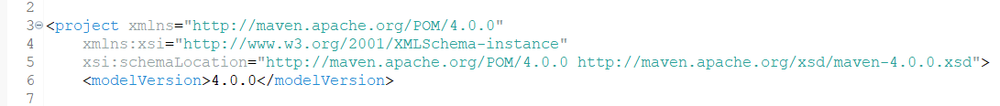 2
3 <project xmlns="http://maven.apache.org/POM/4.0.0"
4 xmlns:xsi="http://www.w3.org/2001/XMLSchema-instance"
5 xsi:schemaLocation="http://maven.apache.org/POM/4.0.0 http://maven.apache.org/xsd/maven-4.0.0.xsd">
6 <modelVersion>4.0.0</modelVersion>
7